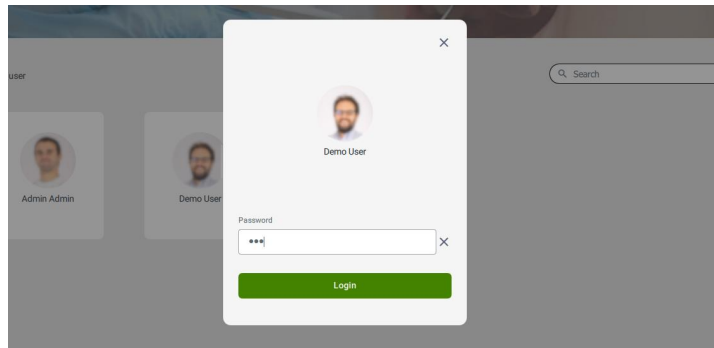 user
Search
Admin Admin
Demo User
Demo User
Password
•••
Login